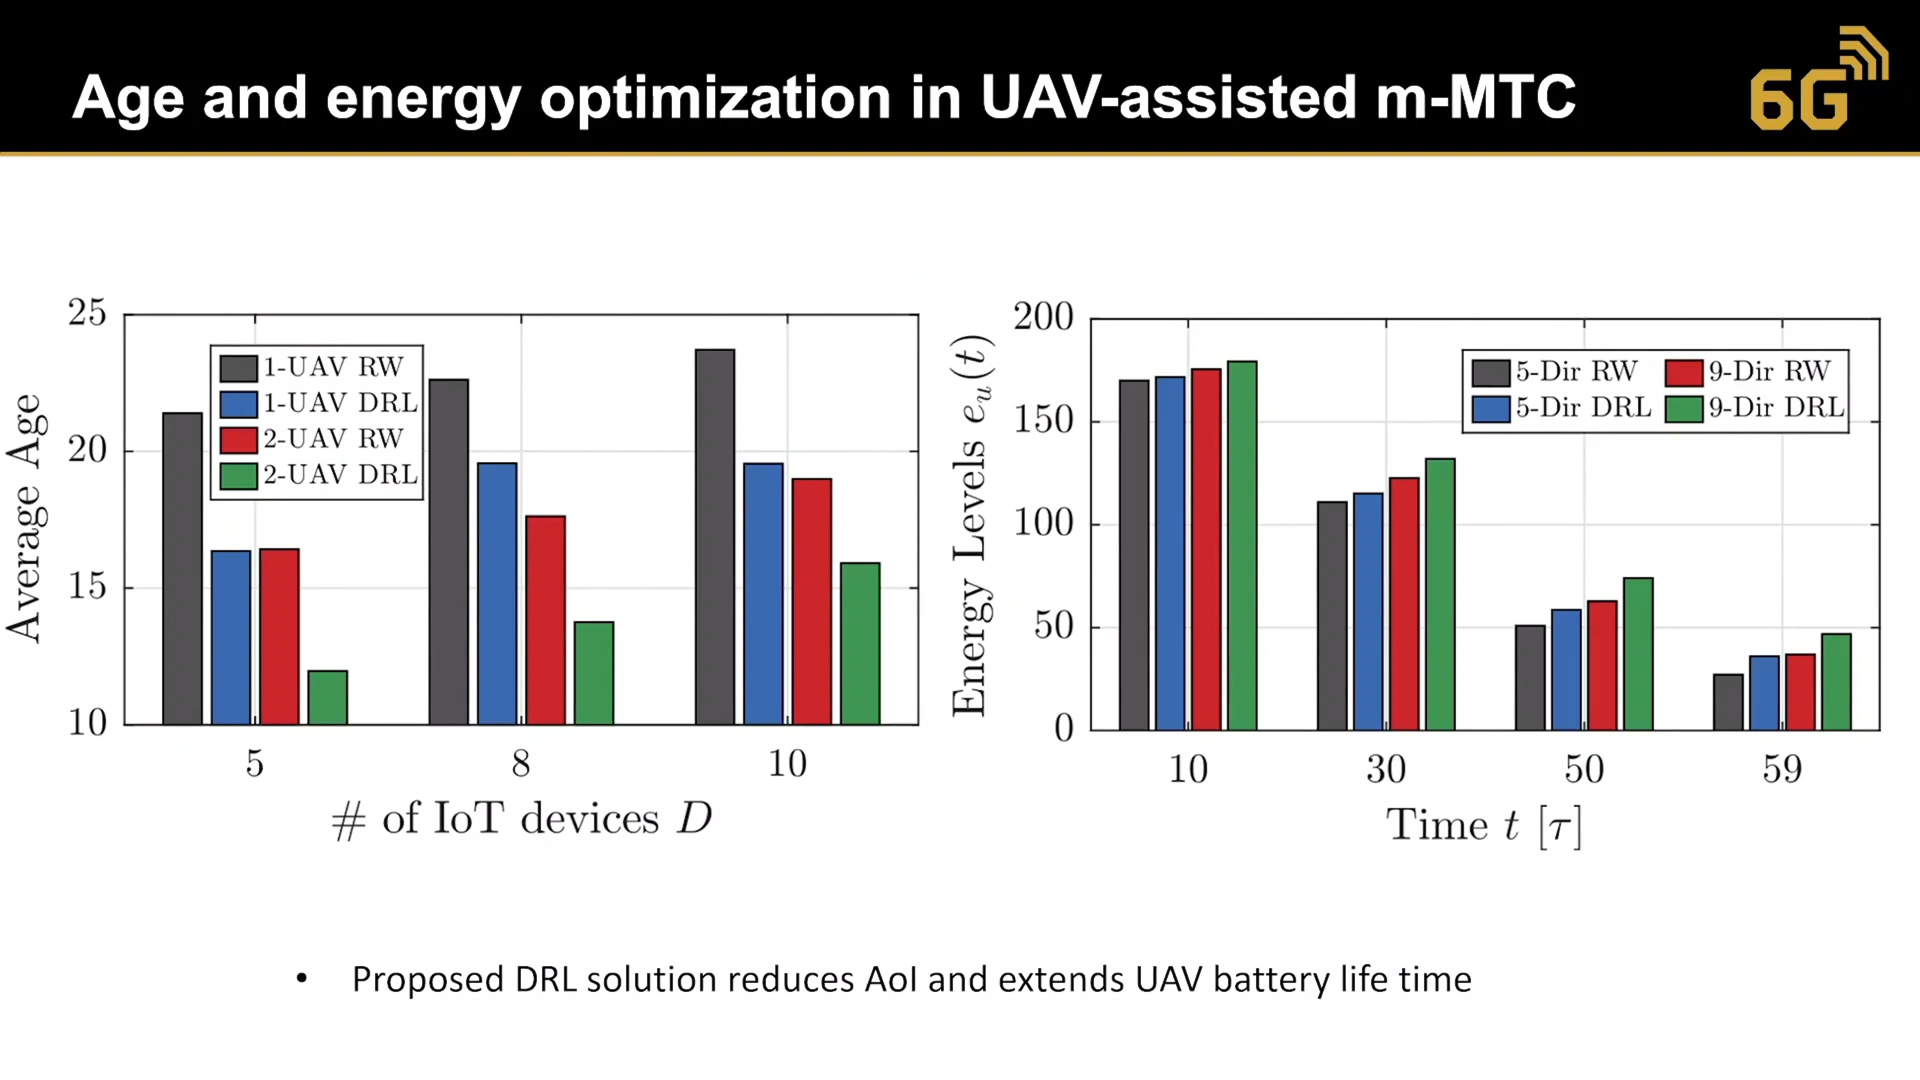 Age and energy optimization in UAV-assisted m-MTC
6G
Average Age
25
20
15
10
1-UAV RW
1-UAV DRL
2-UAV RW
2-UAV DRL
5 8 10
# of IoT devices D
Energy Levels eᵤ(t)
200
150
100
50
0
5-Dir RW 9-Dir RW
5-Dir DRL 9-Dir DRL
10 30 50 59
Time t [τ]
• Proposed DRL solution reduces AoI and extends UAV battery life time